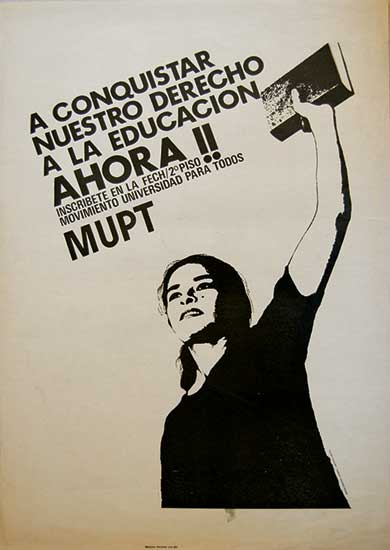 A CONQUISTAR
NUESTRO DERECHO
A LA EDUCACION
AHORA !!
INSCRIBETE EN LA FECH/2º PISO
MOVIMIENTO UNIVERSIDAD PARA TODOS
MUPT